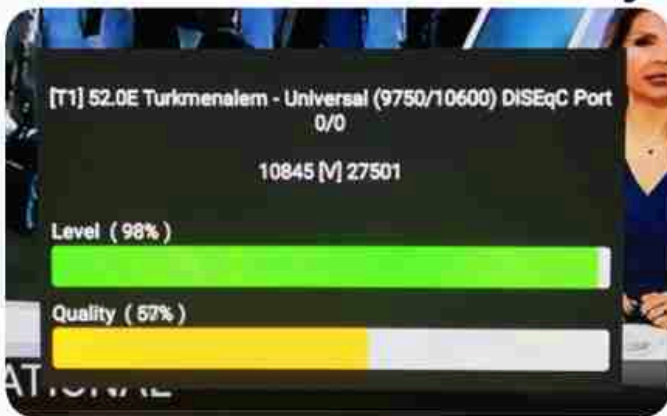 [T1] 52.0E Turkmenalem - Universal (9750/10600) DISEqC Port
0/0
10845 [V] 27501
Level ( 98% )
Quality ( 57% )